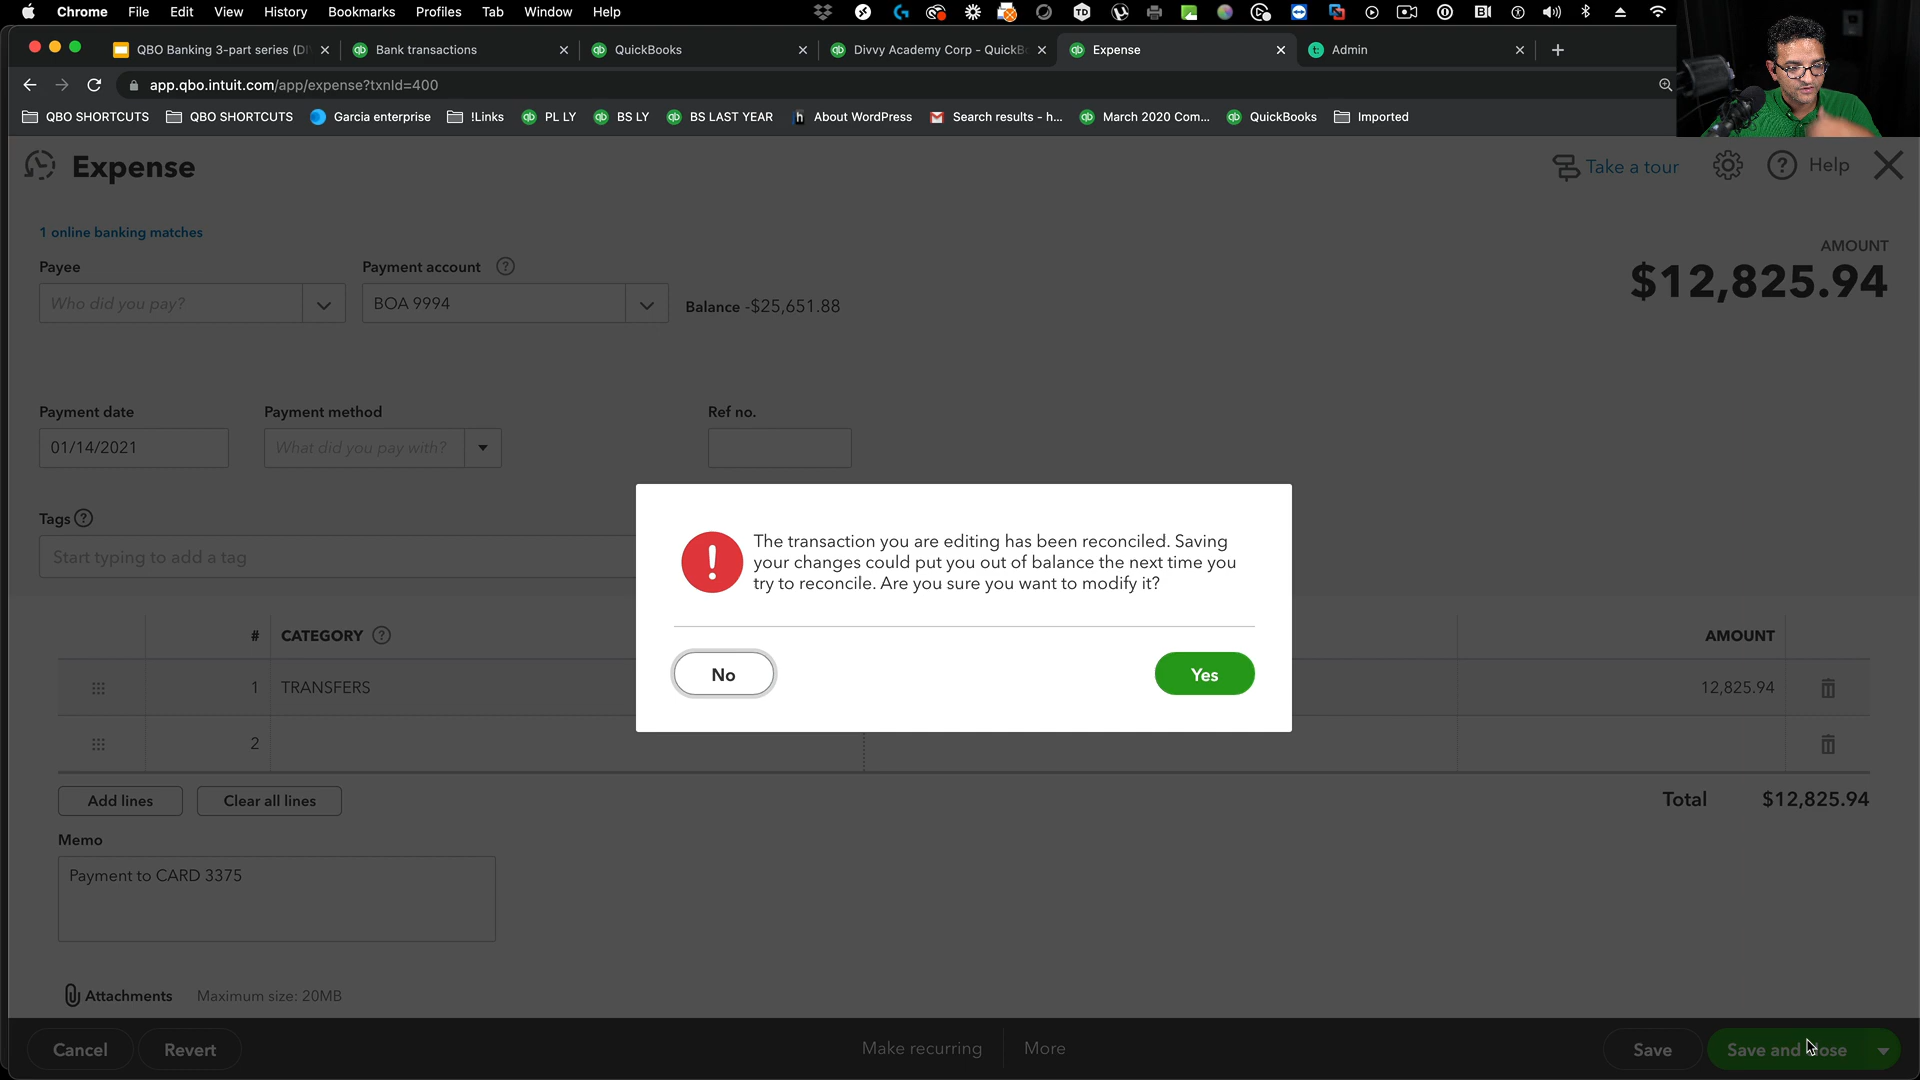 Chrome File Edit View History Bookmarks Profiles Tab Window Help
QBO Banking 3-part series (DI
Bank transactions
QuickBooks
Divvy Academy Corp - QuickB
Expense
Admin
app.qbo.intuit.com/app/expense?txnId=400
QBO SHORTCUTS
QBO SHORTCUTS
Garcia enterprise
!Links
PL LY
BS LY
BS LAST YEAR
About WordPress
Search results - h...
March 2020 Com...
QuickBooks
Imported
Expense
Take a tour
Help
1 online banking matches
AMOUNT
$12,825.94
Payee
Payment account
Who did you pay?
BOA 9994
Balance -$25,651.88
Payment date
Payment method
Ref no.
01/14/2021
What did you pay with?
Tags
Start typing to add a tag
The transaction you are editing has been reconciled. Saving
your changes could put you out of balance the next time you
try to reconcile. Are you sure you want to modify it?
No
Yes
# CATEGORY
AMOUNT
1 TRANSFERS
12,825.94
2
Add lines
Clear all lines
Total $12,825.94
Memo
Payment to CARD 3375
Attachments Maximum size: 20MB
Cancel
Revert
Make recurring
More
Save